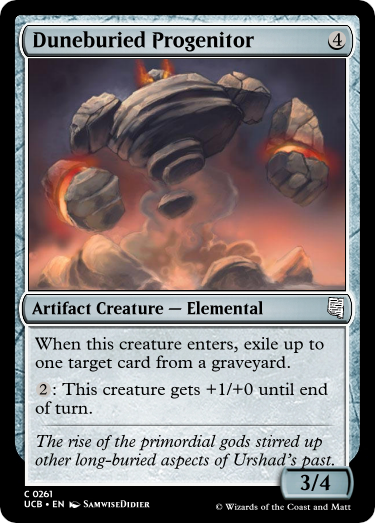 Duneburied Progenitor 4
Artifact Creature — Elemental
When this creature enters, exile up to
one target card from a graveyard.
2: This creature gets +1/+0 until end
of turn.
The rise of the primordial gods stirred up
other long-buried aspects of Urshad's past.
3/4
C 0261
UCB • EN SamwiseDidier
© Wizards of the Coast and Matt